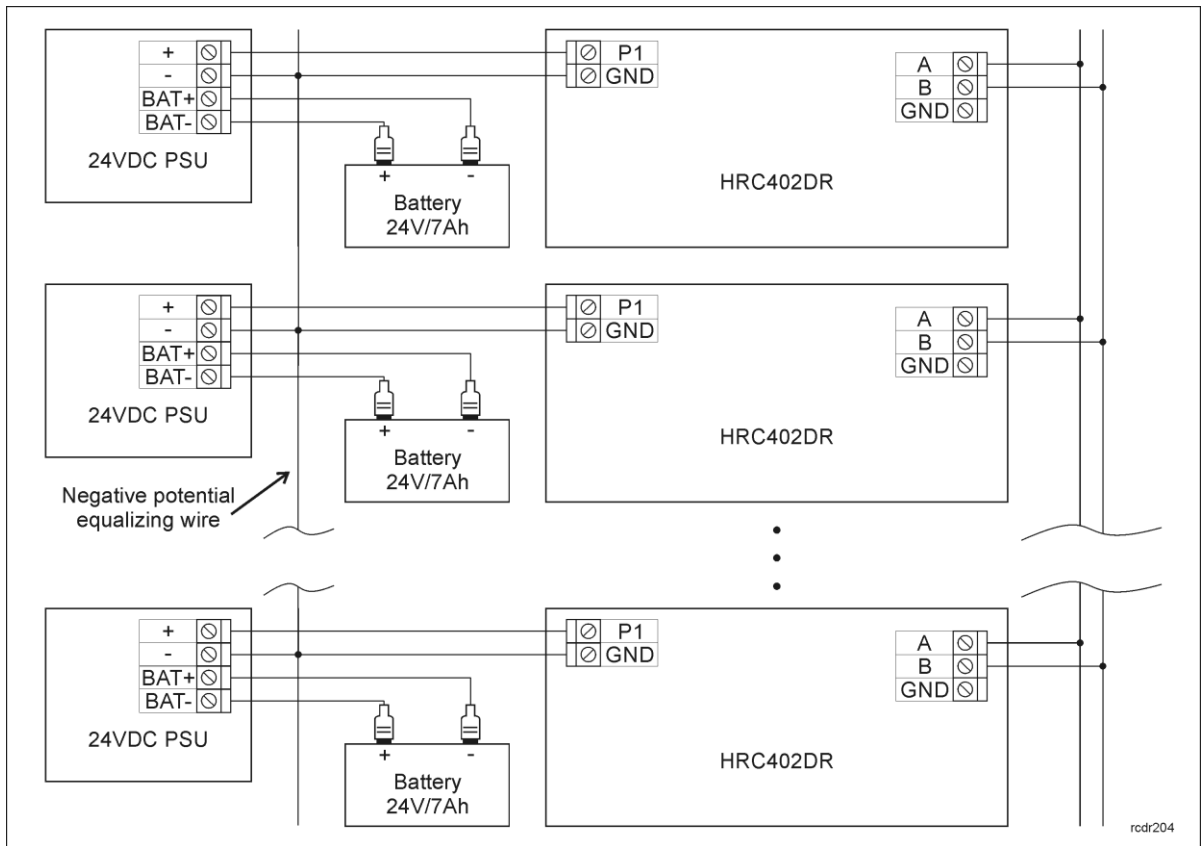 +
-
BAT+
BAT-
24VDC PSU
+ -
Battery
24V/7Ah
P1
GND
HRC402DR
A
B
GND
+
-
BAT+
BAT-
24VDC PSU
+ -
Battery
24V/7Ah
P1
GND
HRC402DR
A
B
GND
Negative potential
equalizing wire
+
-
BAT+
BAT-
24VDC PSU
+ -
Battery
24V/7Ah
P1
GND
HRC402DR
A
B
GND
rcdr204